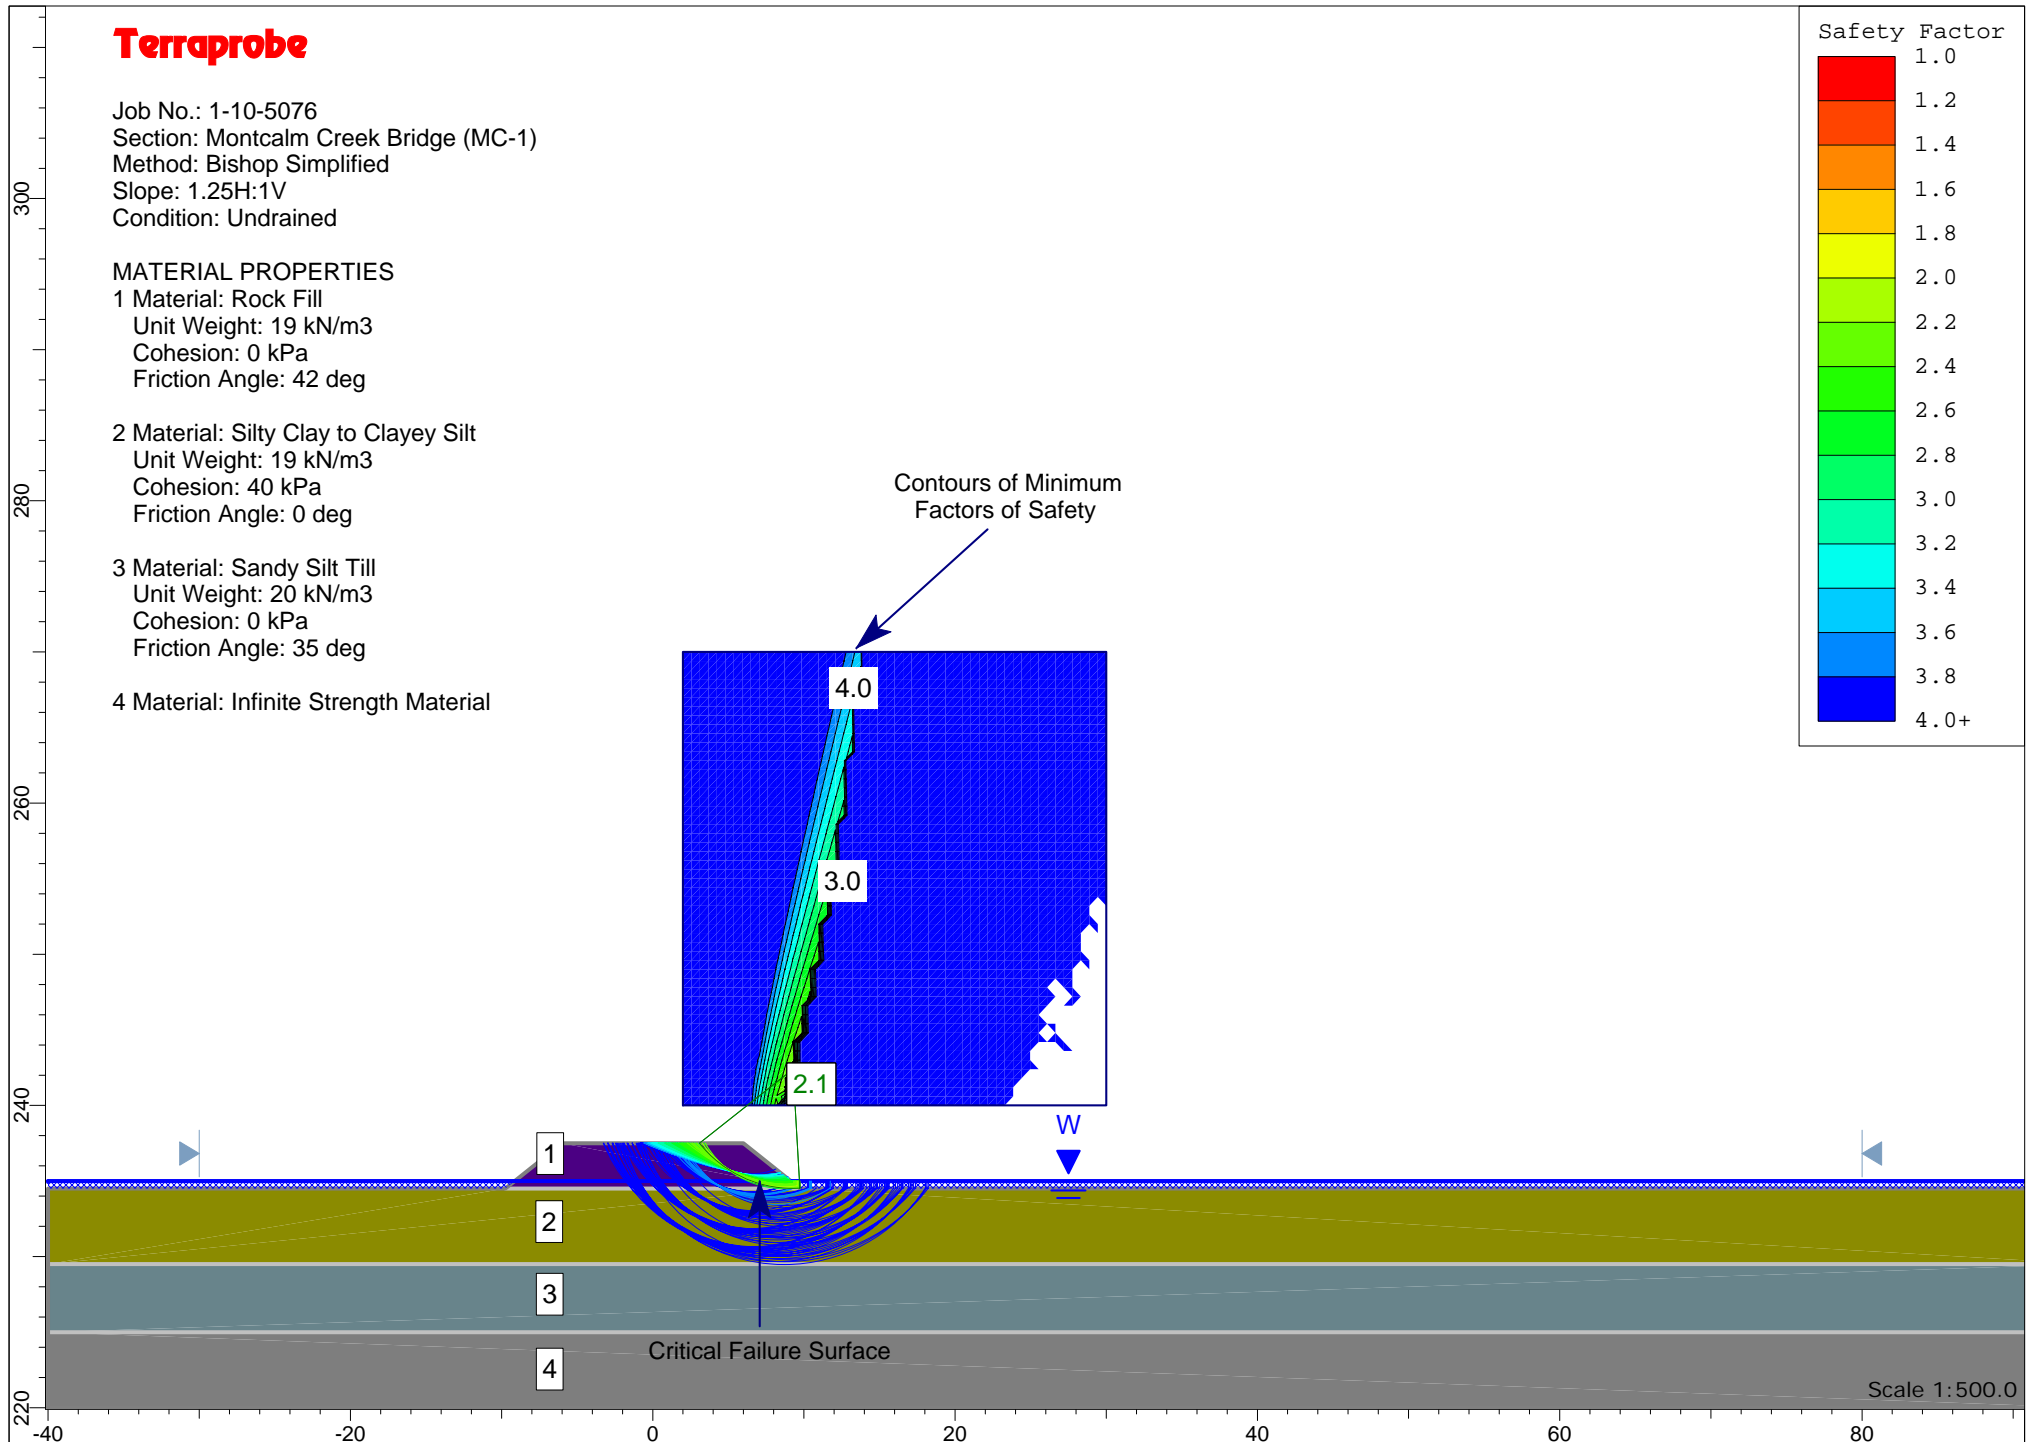 Terraprobe
Job No.: 1-10-5076
Section: Montcalm Creek Bridge (MC-1)
Method: Bishop Simplified
Slope: 1.25H:1V
Condition: Undrained
MATERIAL PROPERTIES
1 Material: Rock Fill
Unit Weight: 19 kN/m3
Cohesion: 0 kPa
Friction Angle: 42 deg
2 Material: Silty Clay to Clayey Silt
Unit Weight: 19 kN/m3
Cohesion: 40 kPa
Friction Angle: 0 deg
3 Material: Sandy Silt Till
Unit Weight: 20 kN/m3
Cohesion: 0 kPa
Friction Angle: 35 deg
4 Material: Infinite Strength Material
Safety Factor
1.0
1.2
1.4
1.6
1.8
2.0
2.2
2.4
2.6
2.8
3.0
3.2
3.4
3.6
3.8
4.0+
Contours of Minimum
Factors of Safety
4.0
3.0
2.1
W
1
2
3
4
Critical Failure Surface
Scale 1:500.0
300
280
260
240
220
-40
-20
0
20
40
60
80